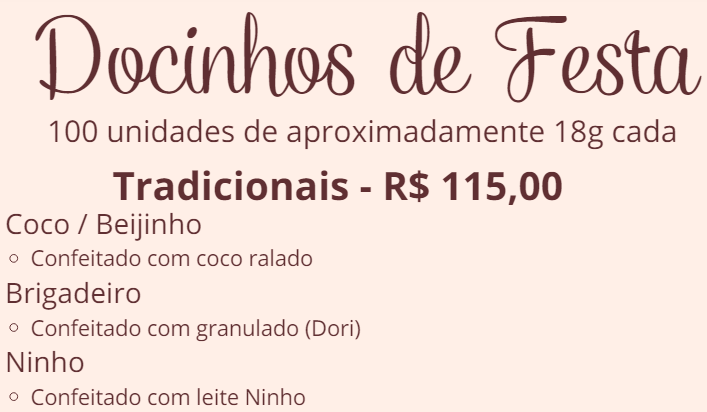 Docinhos de Festa
100 unidades de aproximadamente 18g cada
Tradicionais - R$ 115,00
Coco / Beijinho
○ Confeitado com coco ralado
Brigadeiro
○ Confeitado com granulado (Dori)
Ninho
○ Confeitado com leite Ninho